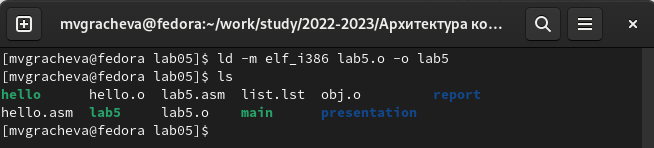 mvgracheva@fedora:~/work/study/2022-2023/Архитектура ко...
[mvgracheva@fedora lab05]$ ld -m elf_i386 lab5.o -o lab5
[mvgracheva@fedora lab05]$ ls
hello hello.o lab5.asm list.lst obj.o report
hello.asm lab5 lab5.o main presentation
[mvgracheva@fedora lab05]$